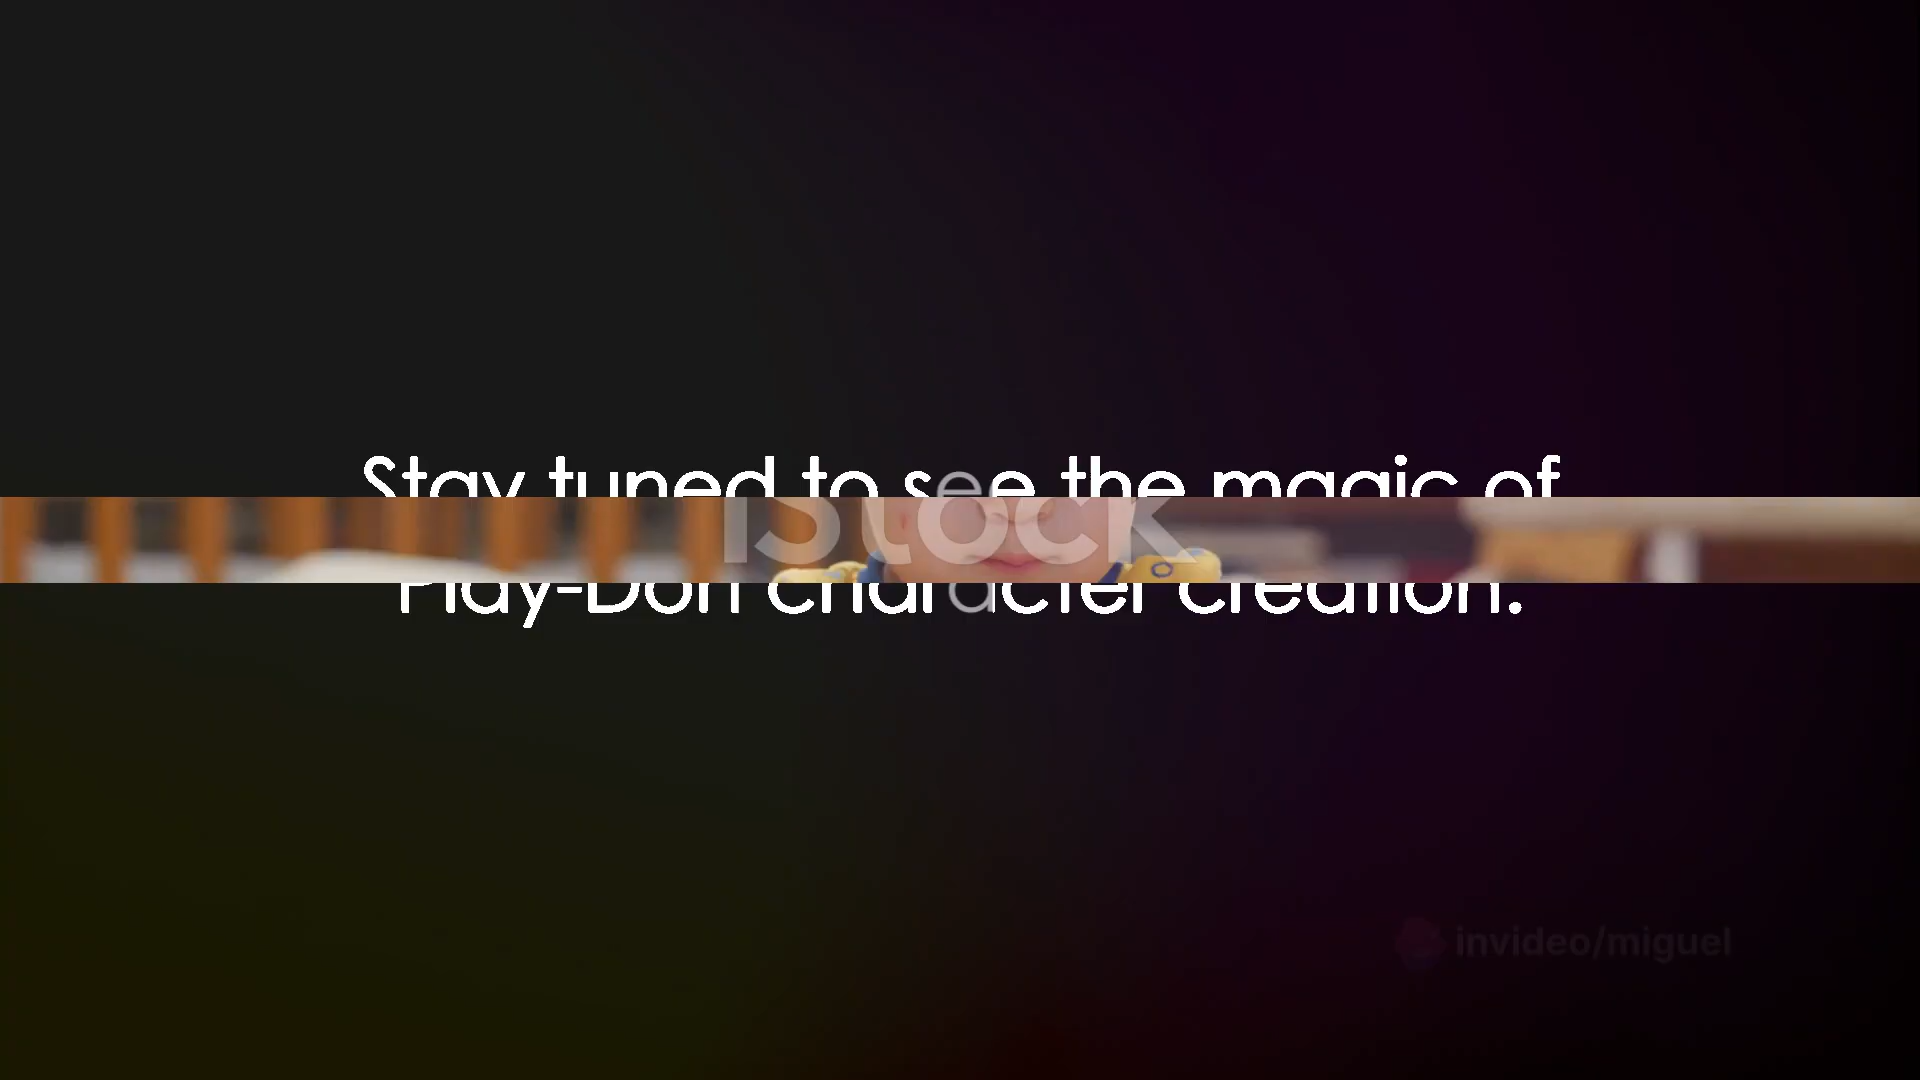 Stay tuned to see the magic of
iStock
Play-Doh character creation.
invideo/miguel